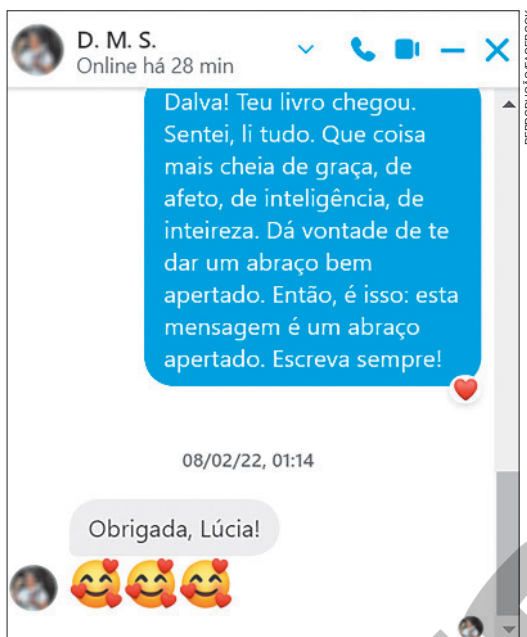 D. M. S.
Online há 28 min
Dalva! Teu livro chegou.
Sentei, li tudo. Que coisa
mais cheia de graça, de
afeto, de inteligência, de
inteireza. Dá vontade de te
dar um abraço bem
apertado. Então, é isso: esta
mensagem é um abraço
apertado. Escreva sempre!
08/02/22, 01:14
Obrigada, Lúcia!
REPRODUÇÃO/FACEBOOK